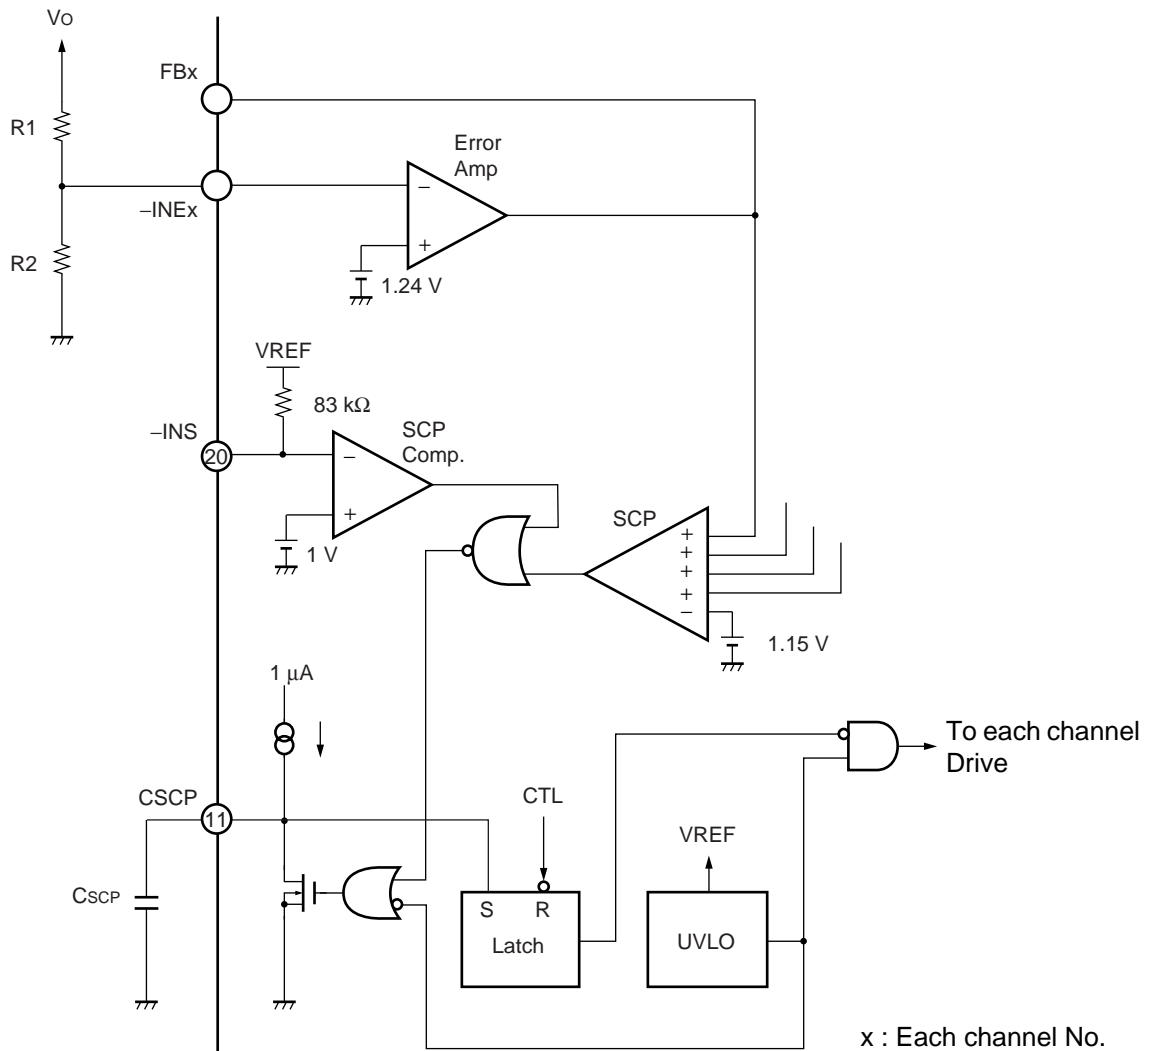 VO
FBx
R1
Error
Amp
−
−INEx
+
R2
1.24 V
VREF
83 kΩ
−INS
SCP
Comp.
20
−
SCP
+
+
+
1 V
+
+
−
1.15 V
1 µA
To each channel
Drive
CSCP
11
CTL
VREF
CSCP
S R
Latch
UVLO
x : Each channel No.